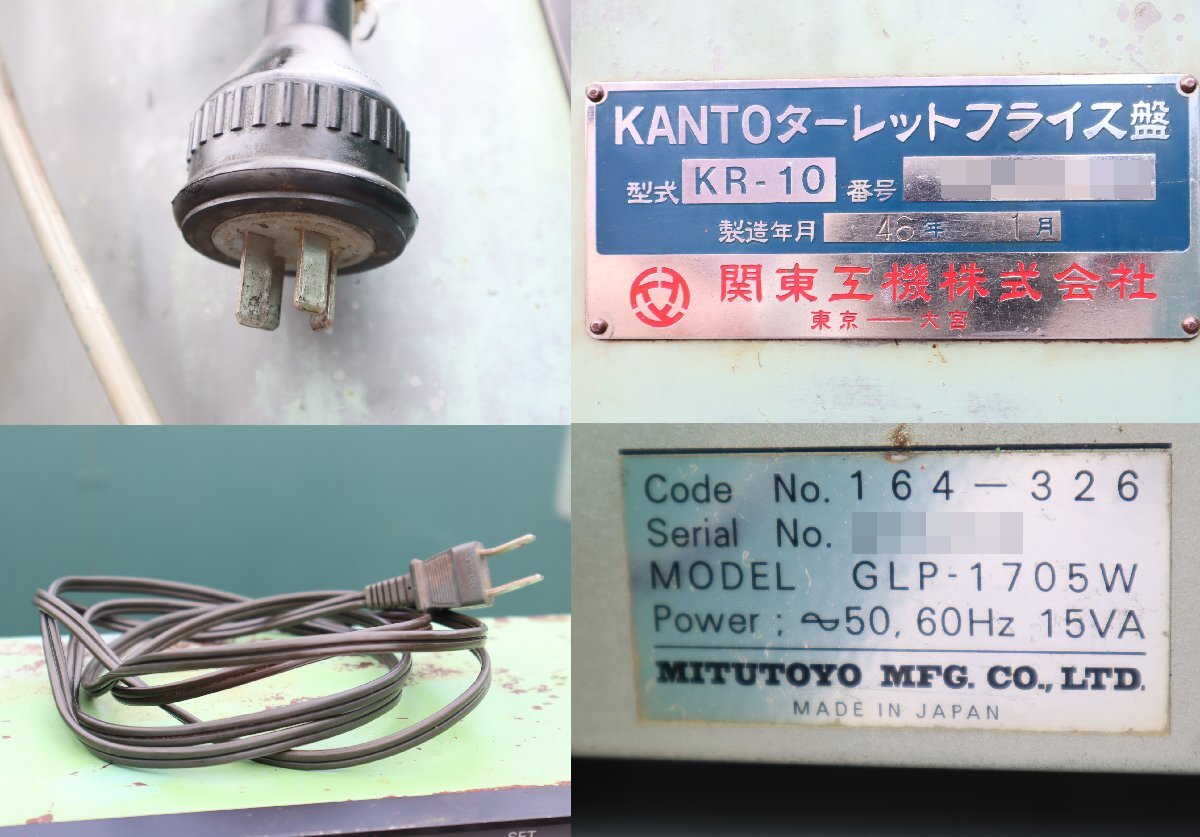 KANTOターレットフライス盤
型式 KR-10 番号
製造年月 46年 1月
関東工機株式会社
東京━大宮
Code No. 164-326
Serial No.
MODEL GLP-1705W
Power ; ~50, 60Hz 15VA
MITUTOYO MFG. CO., LTD.
MADE IN JAPAN
SET